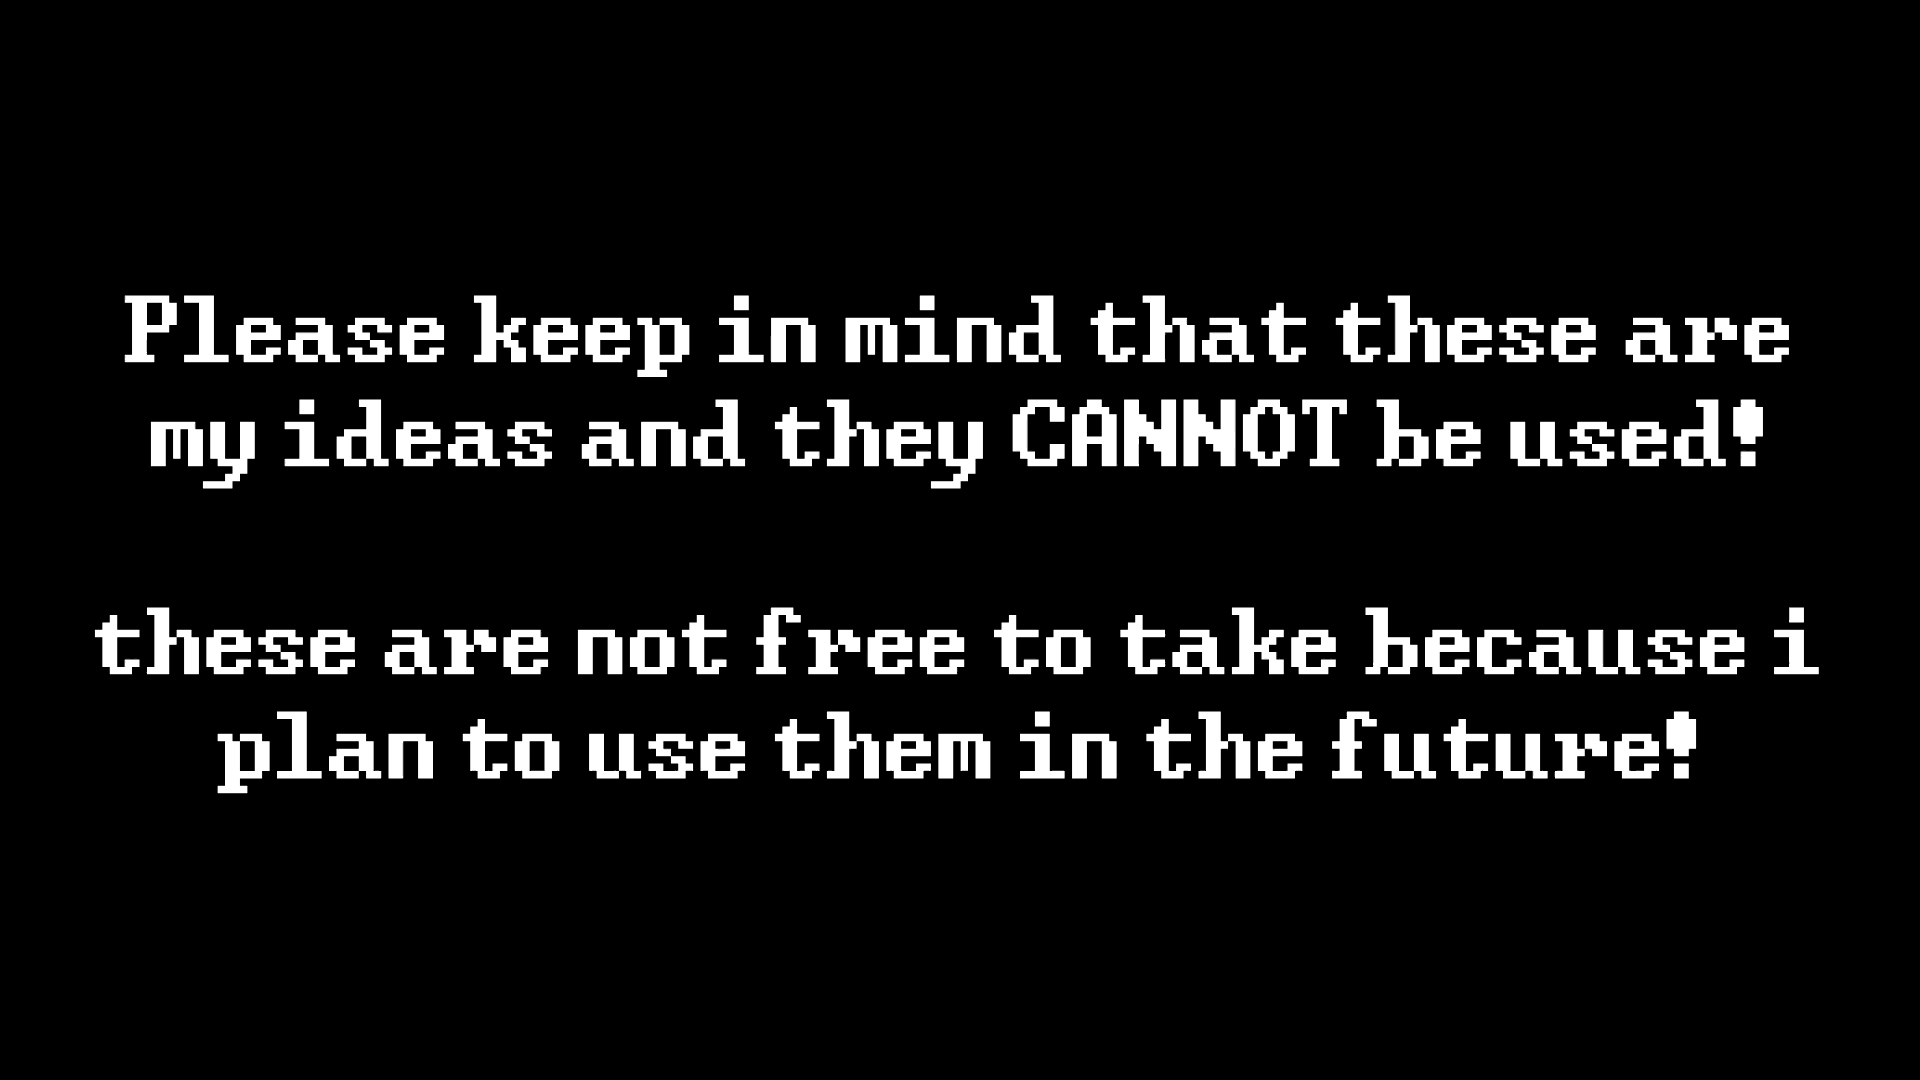 Please keep in mind that these are
my ideas and they CANNOT be used!
these are not free to take because i
plan to use them in the future!